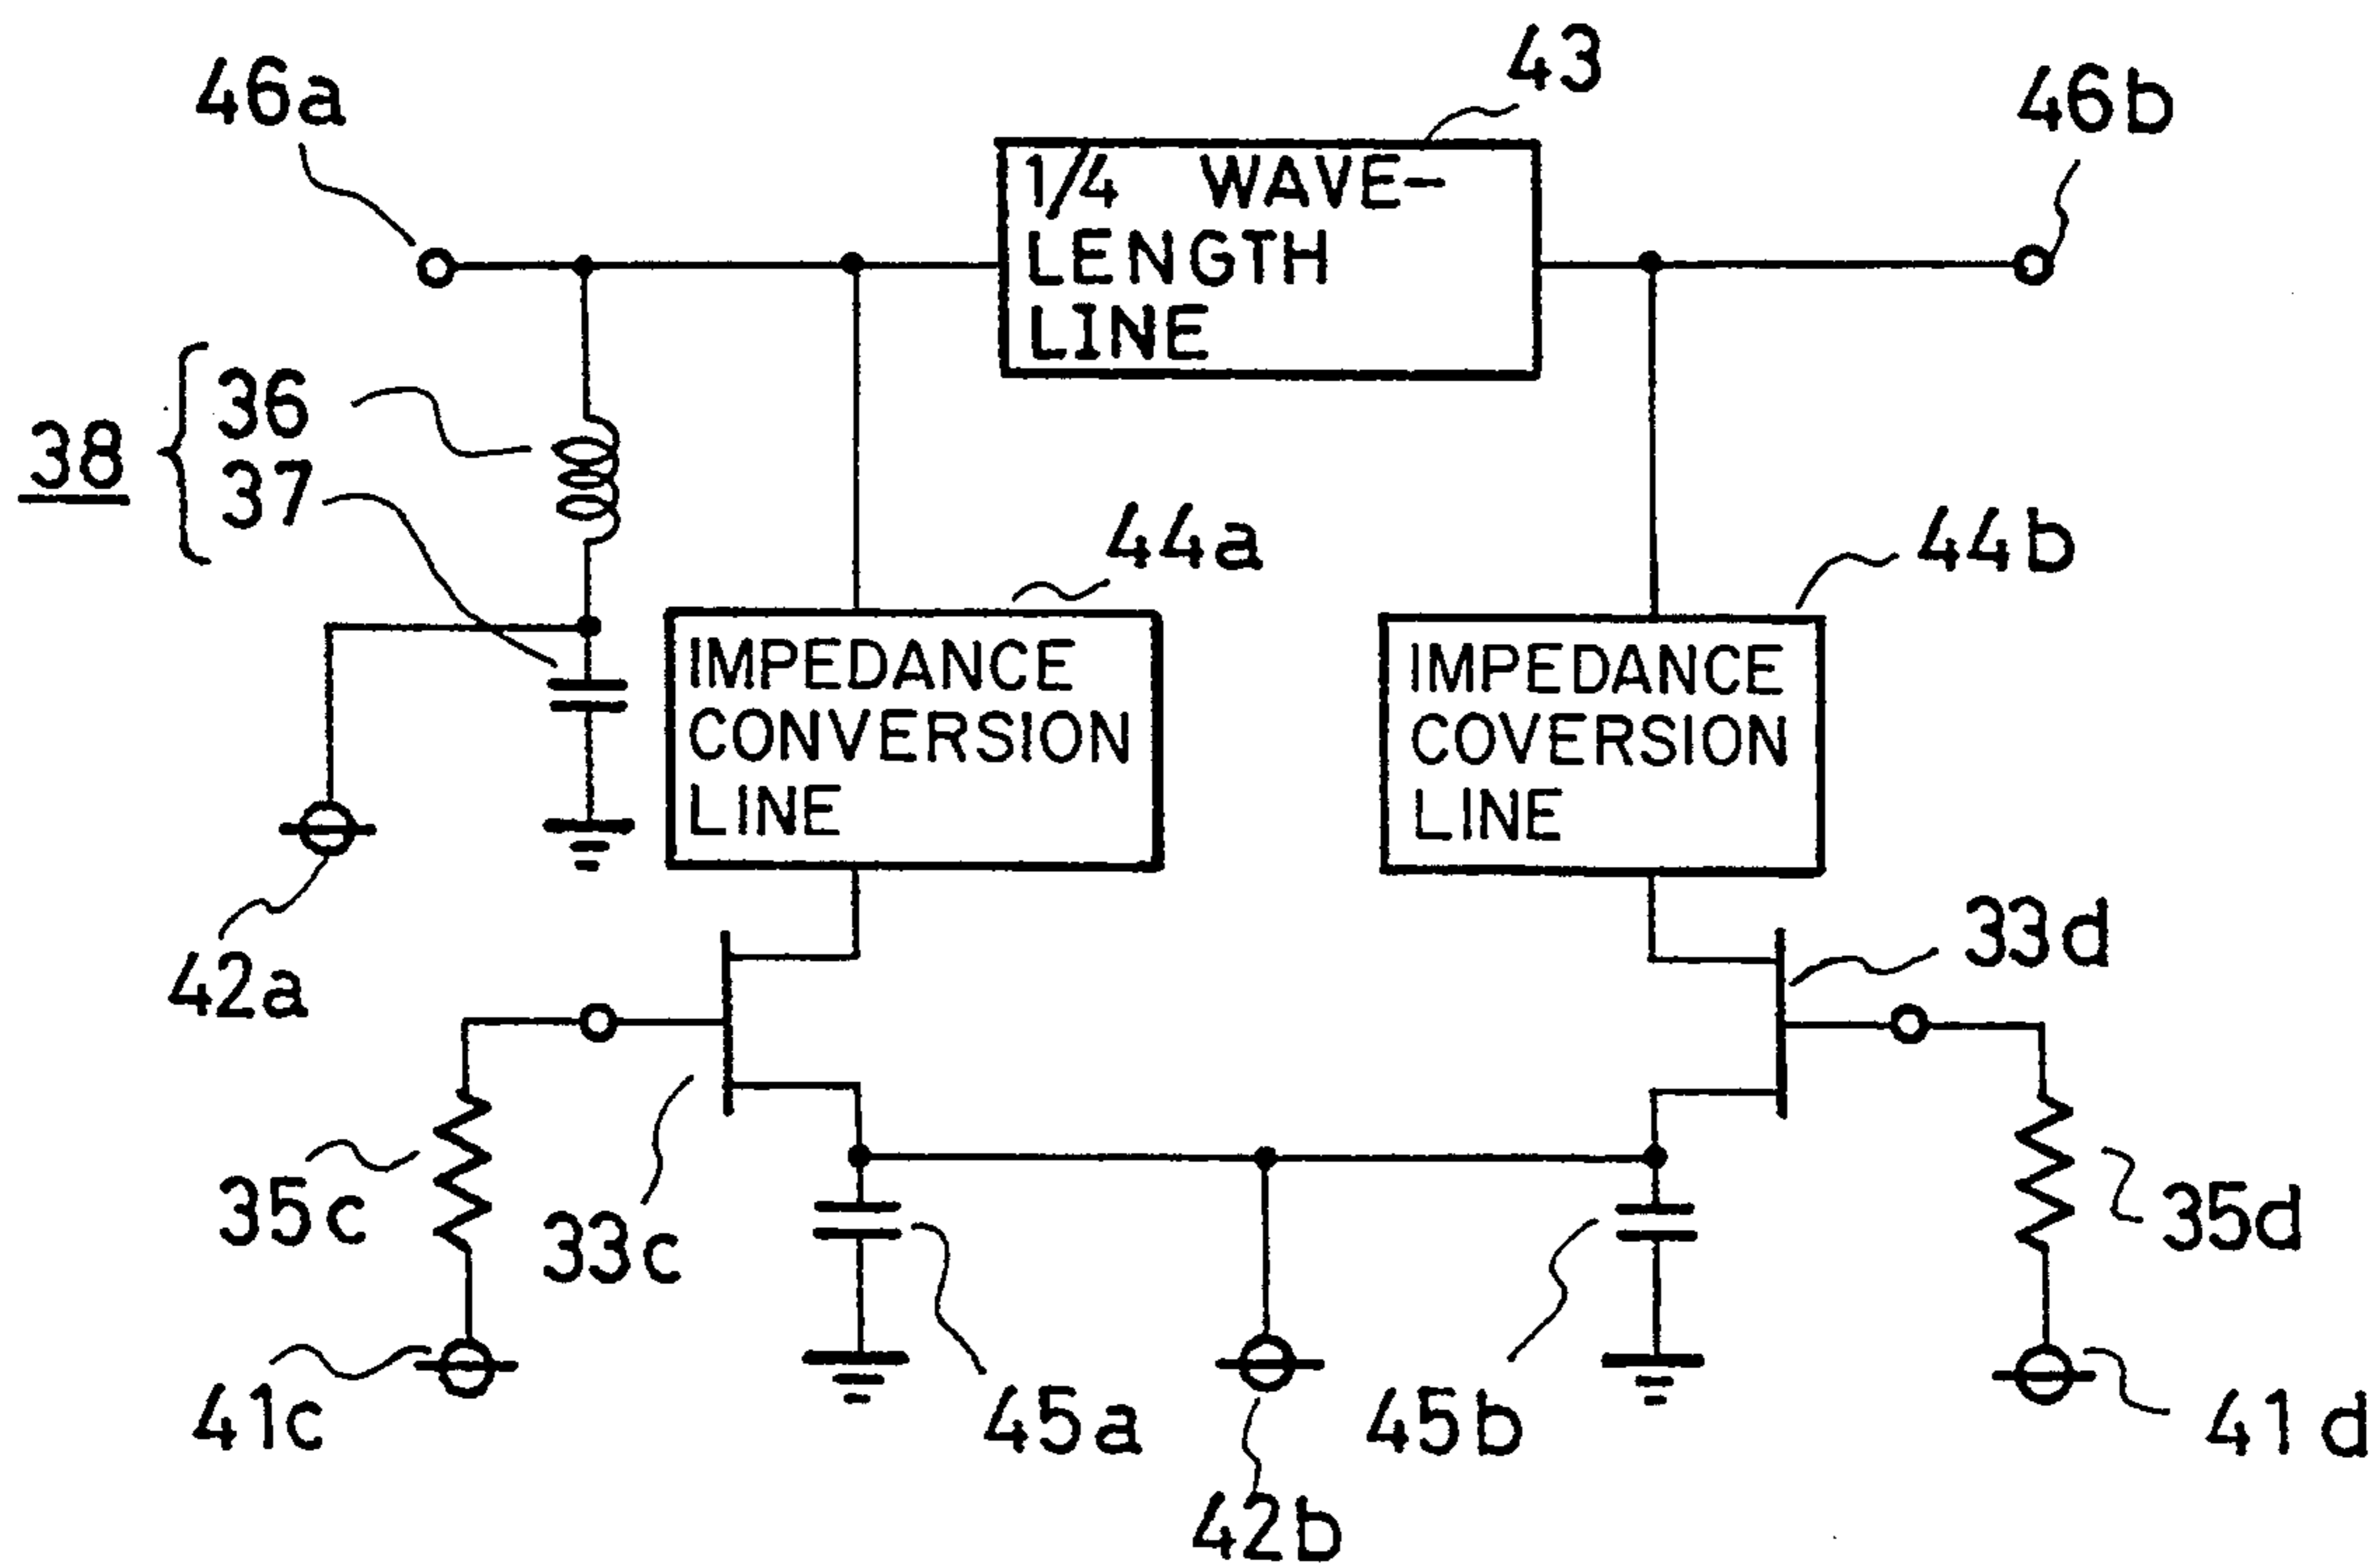 46a
43
46b
1/4 WAVE-
LENGTH
LINE
38
36
37
44a
44b
IMPEDANCE
CONVERSION
LINE
IMPEDANCE
COVERSION
LINE
42a
33d
35c
33c
35d
41c
45a
42b
45b
41d